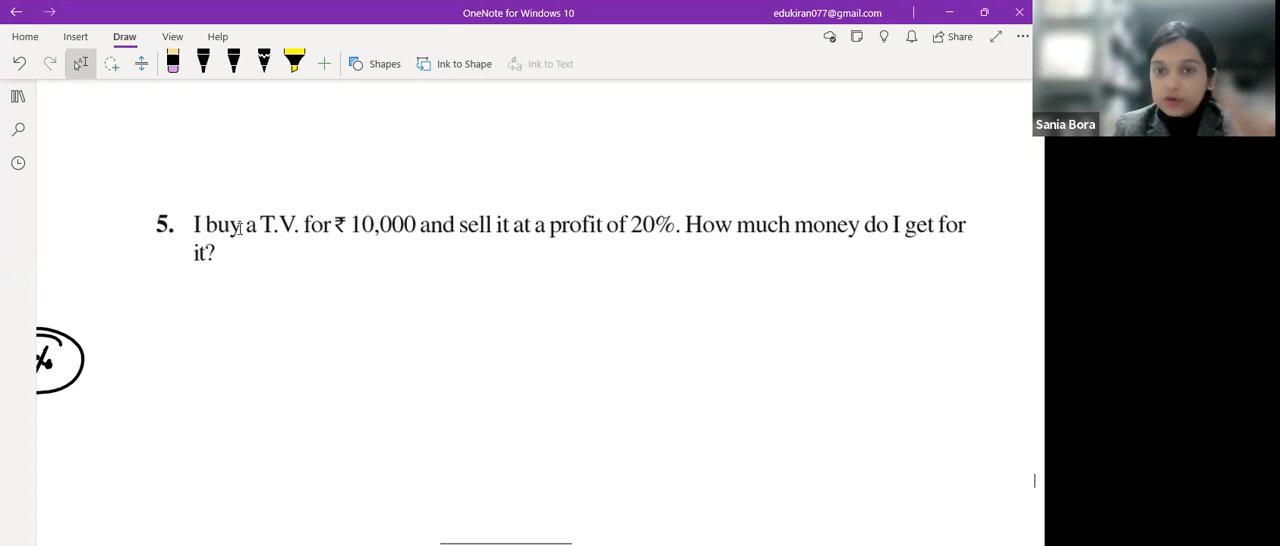 OneNote for Windows 10
edukiran077@gmail.com
Home Insert Draw View Help
Share
Shapes Ink to Shape Ink to Text
Sania Bora
5. I buy a T.V. for ₹ 10,000 and sell it at a profit of 20%. How much money do I get for
it?
%